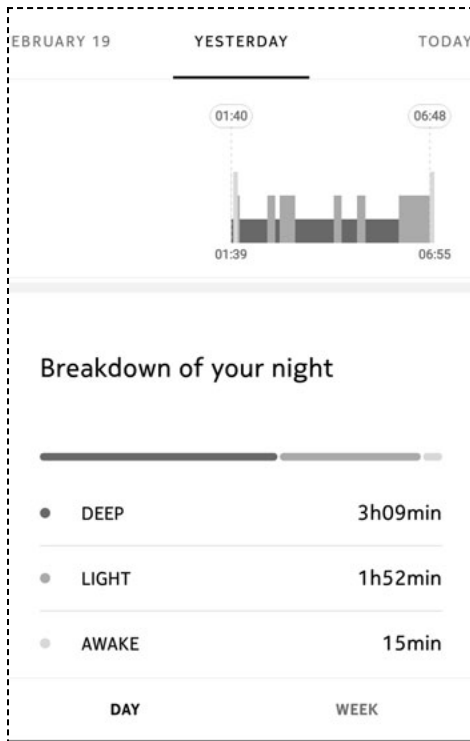 EBRUARY 19 YESTERDAY TODAY
01:40 06:48
01:39 06:55
Breakdown of your night
DEEP 3h09min
LIGHT 1h52min
AWAKE 15min
DAY WEEK